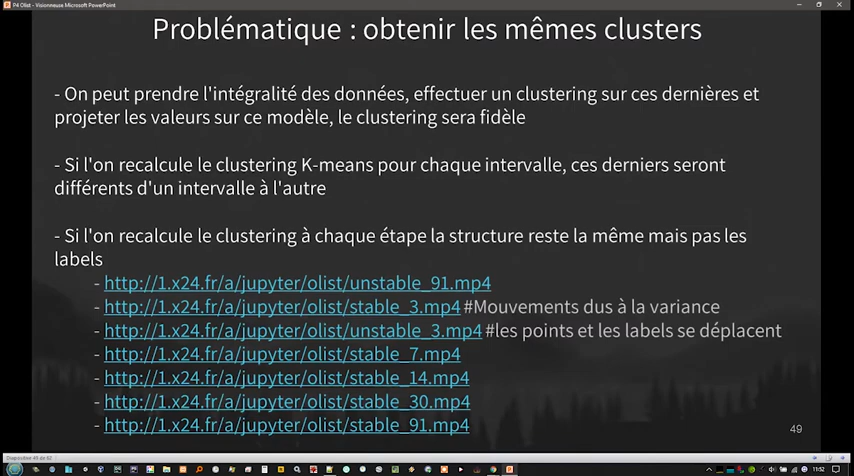 P4 Olist - Visionneuse Microsoft PowerPoint
Problématique : obtenir les mêmes clusters
- On peut prendre l'intégralité des données, effectuer un clustering sur ces dernières et
projeter les valeurs sur ce modèle, le clustering sera fidèle
- Si l'on recalcule le clustering K-means pour chaque intervalle, ces derniers seront
différents d'un intervalle à l'autre
- Si l'on recalcule le clustering à chaque étape la structure reste la même mais pas les
labels
- http://1.x24.fr/a/jupyter/olist/unstable_91.mp4
- http://1.x24.fr/a/jupyter/olist/stable_3.mp4 #Mouvements dus à la variance
- http://1.x24.fr/a/jupyter/olist/unstable_3.mp4 #les points et les labels se déplacent
- http://1.x24.fr/a/jupyter/olist/stable_7.mp4
- http://1.x24.fr/a/jupyter/olist/stable_14.mp4
- http://1.x24.fr/a/jupyter/olist/stable_30.mp4
- http://1.x24.fr/a/jupyter/olist/stable_91.mp4
49
11:52